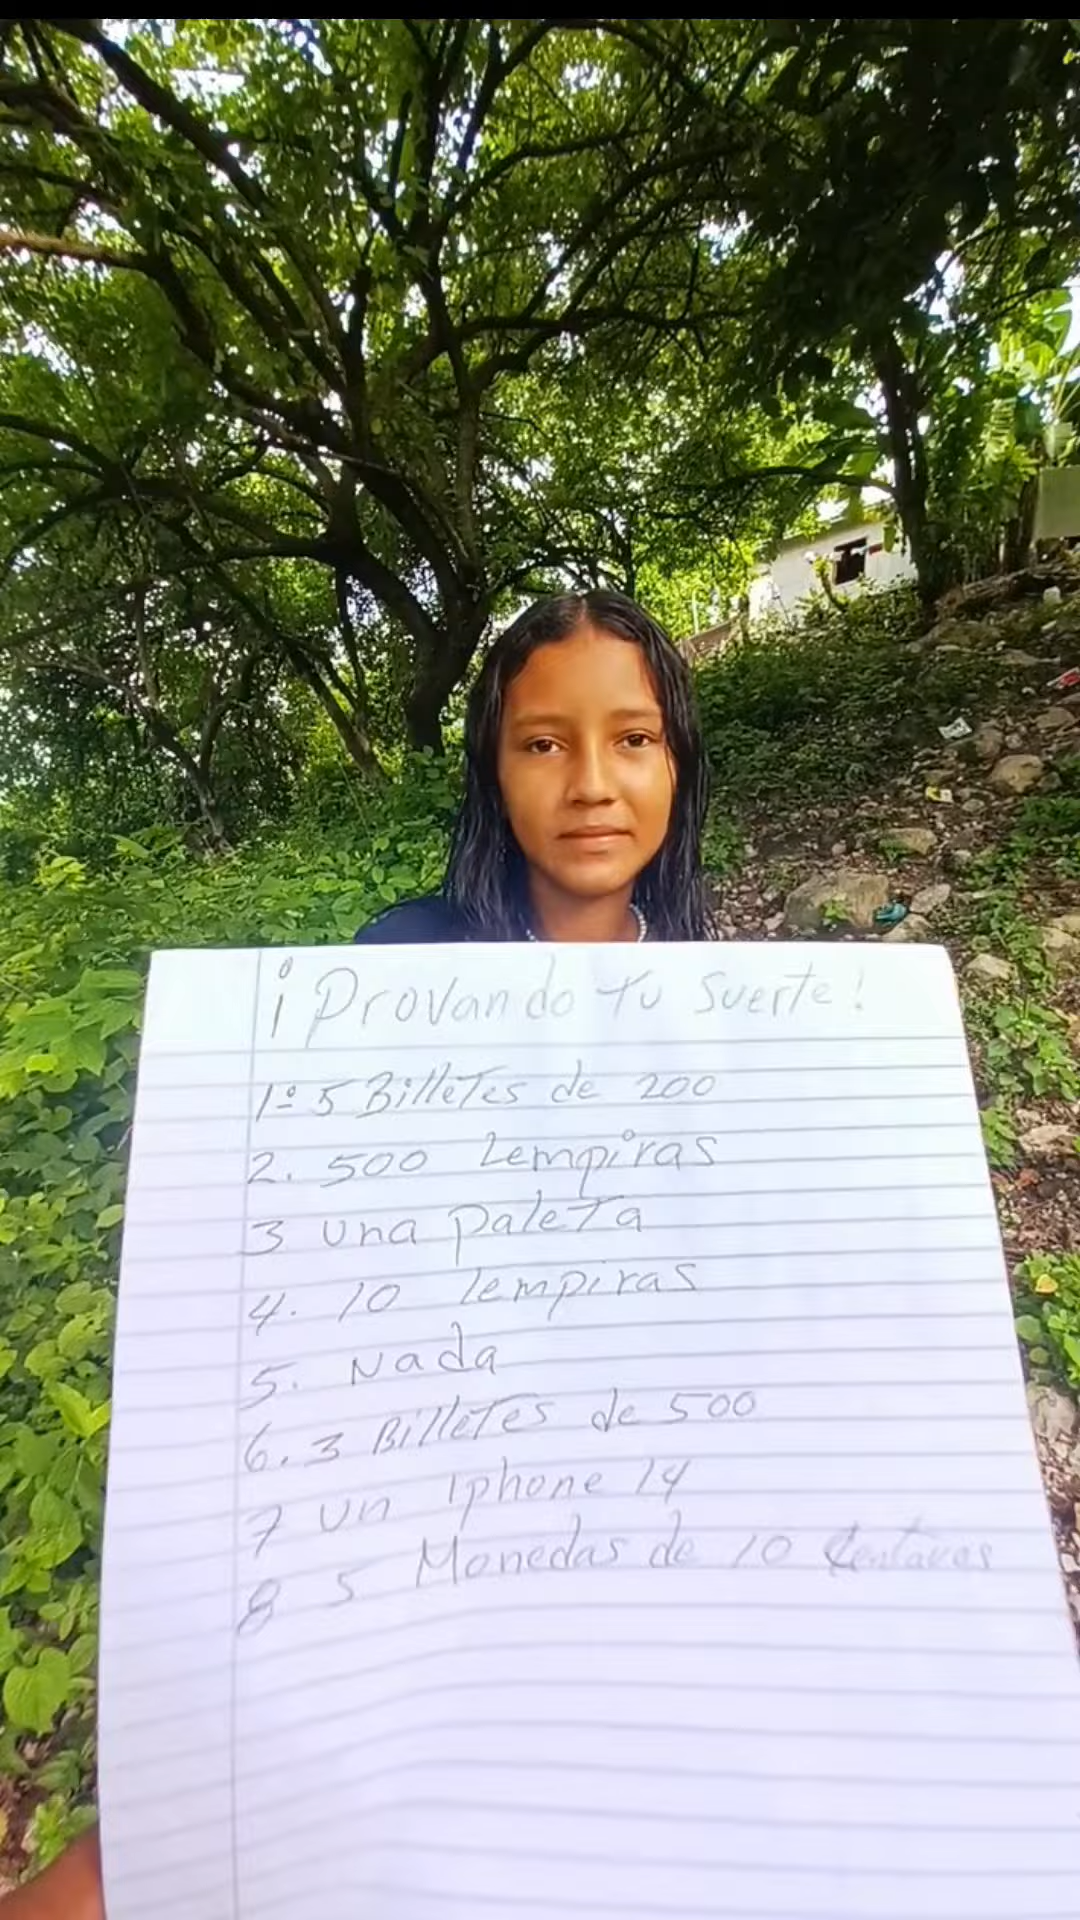 ¡Provando tu suerte!
1º 5 Billetes de 200
2. 500 Lempiras
3 una paleta
4. 10 lempiras
5. Nada
6. 3 Billetes de 500
7 un iphone 14
8 5 Monedas de 10 Centavos